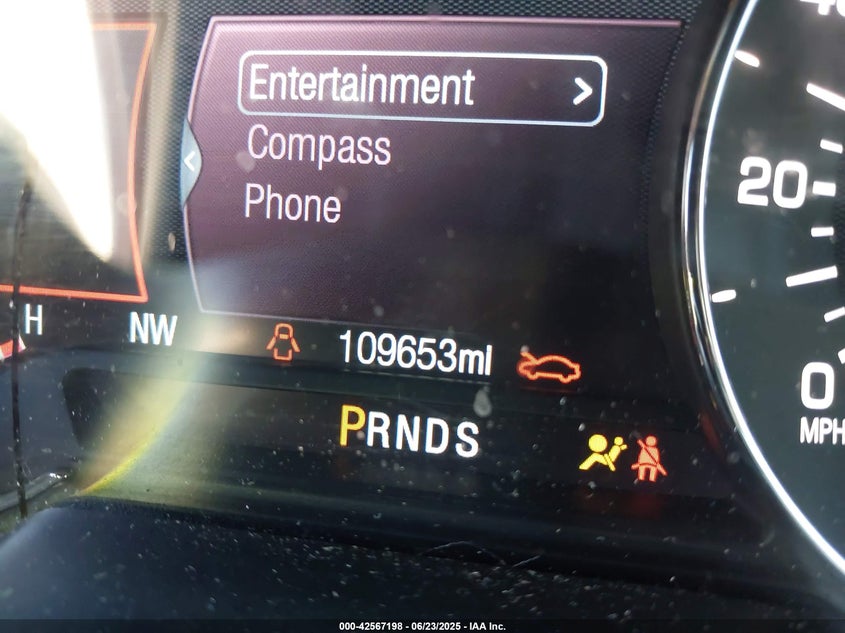 Entertainment >
Compass
Phone
20
H
NW
109653mi
0
MPH
PRNDS
000-42567198 - 06/23/2025 - IAA Inc.